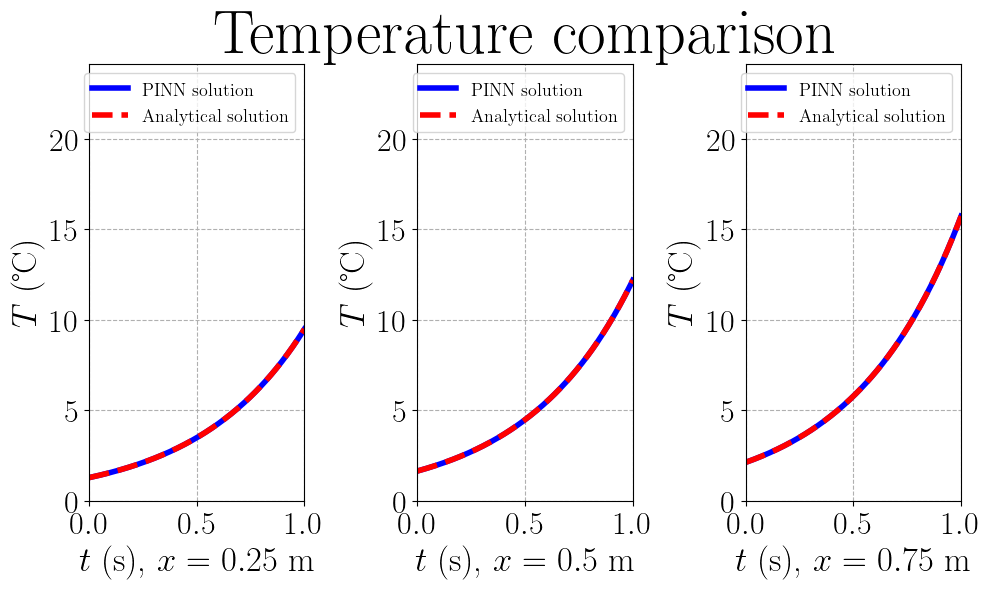 Temperature comparison
PINN solution
Analytical solution
20
15
10
5
0
0.0 0.5 1.0
T (°C)
t (s), x = 0.25 m
PINN solution
Analytical solution
20
15
10
5
0
0.0 0.5 1.0
T (°C)
t (s), x = 0.5 m
PINN solution
Analytical solution
20
15
10
5
0
0.0 0.5 1.0
T (°C)
t (s), x = 0.75 m